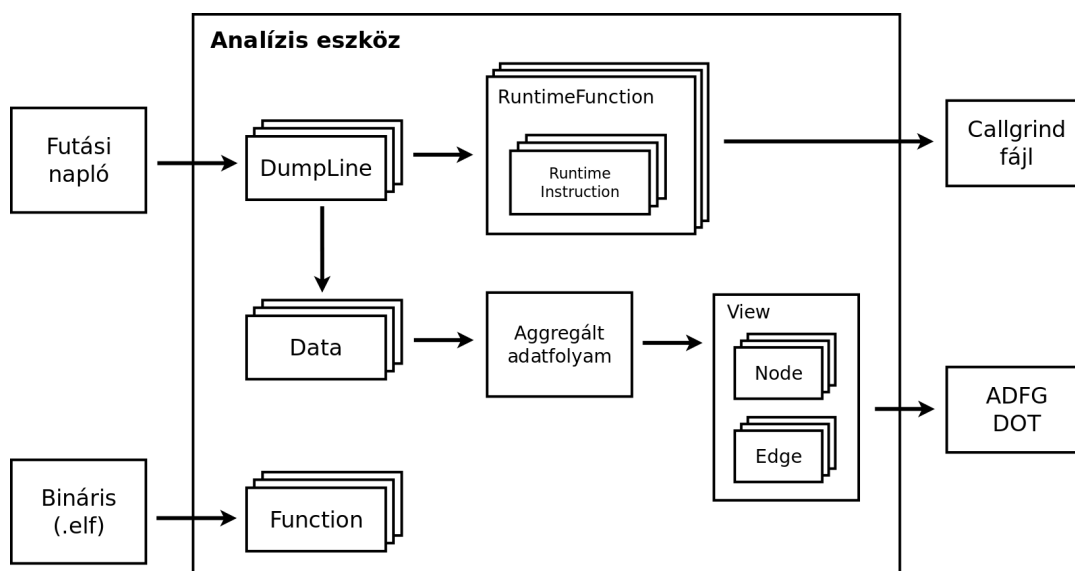 Analízis eszköz
Futási
napló
DumpLine
RuntimeFunction
Runtime
Instruction
Callgrind
fájl
Data
Aggregált
adatfolyam
View
Node
Edge
ADFG
DOT
Bináris
(.elf)
Function